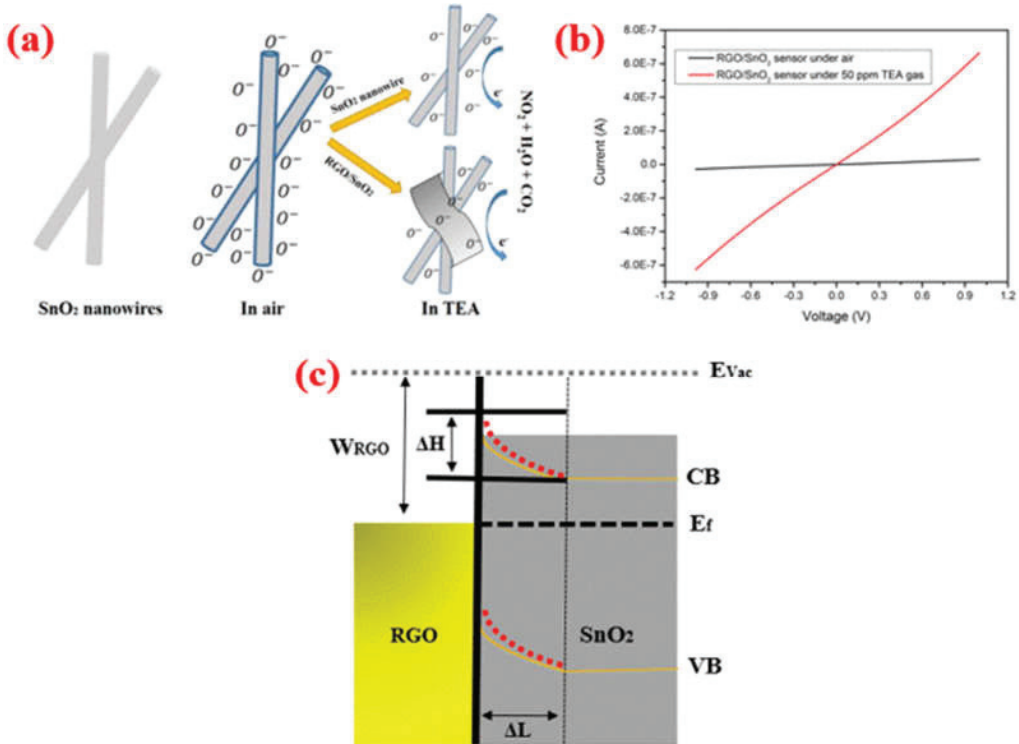 (a)
O⁻ O⁻ O⁻ O⁻ O⁻ O⁻ O⁻ O⁻ O⁻ O⁻ O⁻ O⁻ O⁻ O⁻
SnO₂ nanowire
RGO/SnO₂
O⁻ O⁻ O⁻ O⁻ O⁻ O⁻
e⁻
O⁻ O⁻ O⁻ O⁻
e⁻
NO₂ + H₂O + CO₂
SnO₂ nanowires
In air
In TEA
(b)
8.0E-7
6.0E-7
4.0E-7
2.0E-7
0.0
-2.0E-7
-4.0E-7
-6.0E-7
Current (A)
RGO/SnO₂ sensor under air
RGO/SnO₂ sensor under 50 ppm TEA gas
-1.2 -0.9 -0.6 -0.3 0.0 0.3 0.6 0.9 1.2
Voltage (V)
(c)
EVac
WRGO
ΔH
CB
Ef
RGO
SnO₂
VB
ΔL